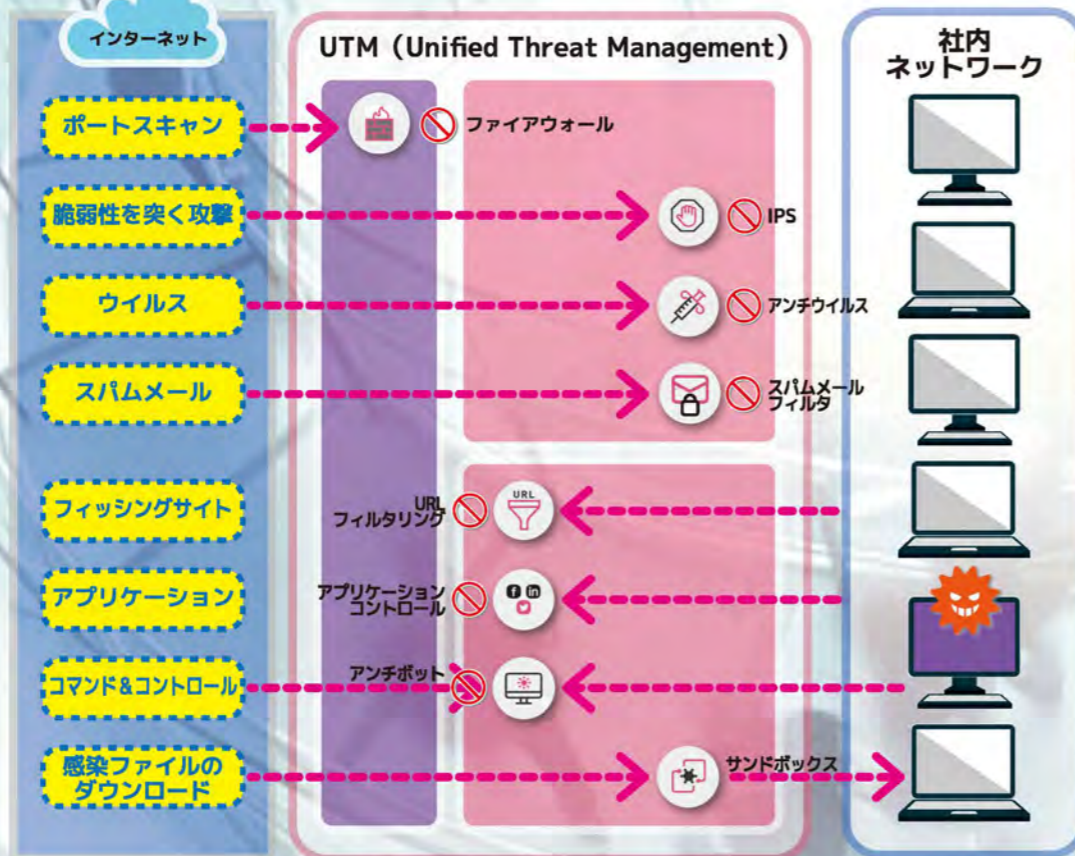 インターネット
UTM（Unified Threat Management）
社内
ネットワーク
ポートスキャン
ファイアウォール
脆弱性を突く攻撃
IPS
ウイルス
アンチウイルス
スパムメール
スパムメール
フィルタ
フィッシングサイト
URL
フィルタリング
URL
アプリケーション
アプリケーション
コントロール
f in
コマンド&コントロール
アンチボット
感染ファイルの
ダウンロード
サンドボックス